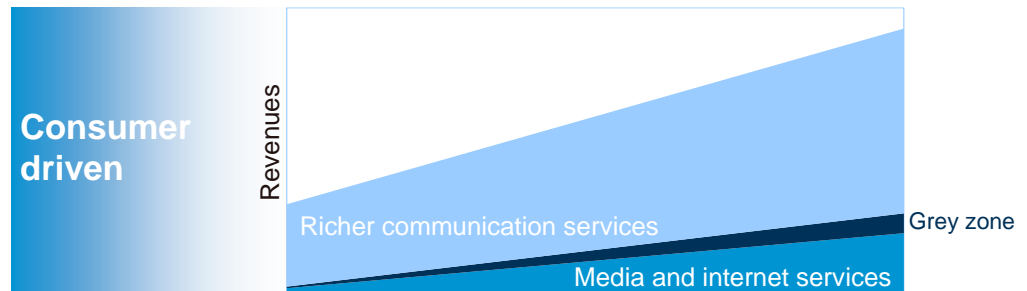 Consumer
driven
Revenues
Richer communication services
Grey zone
Media and internet services